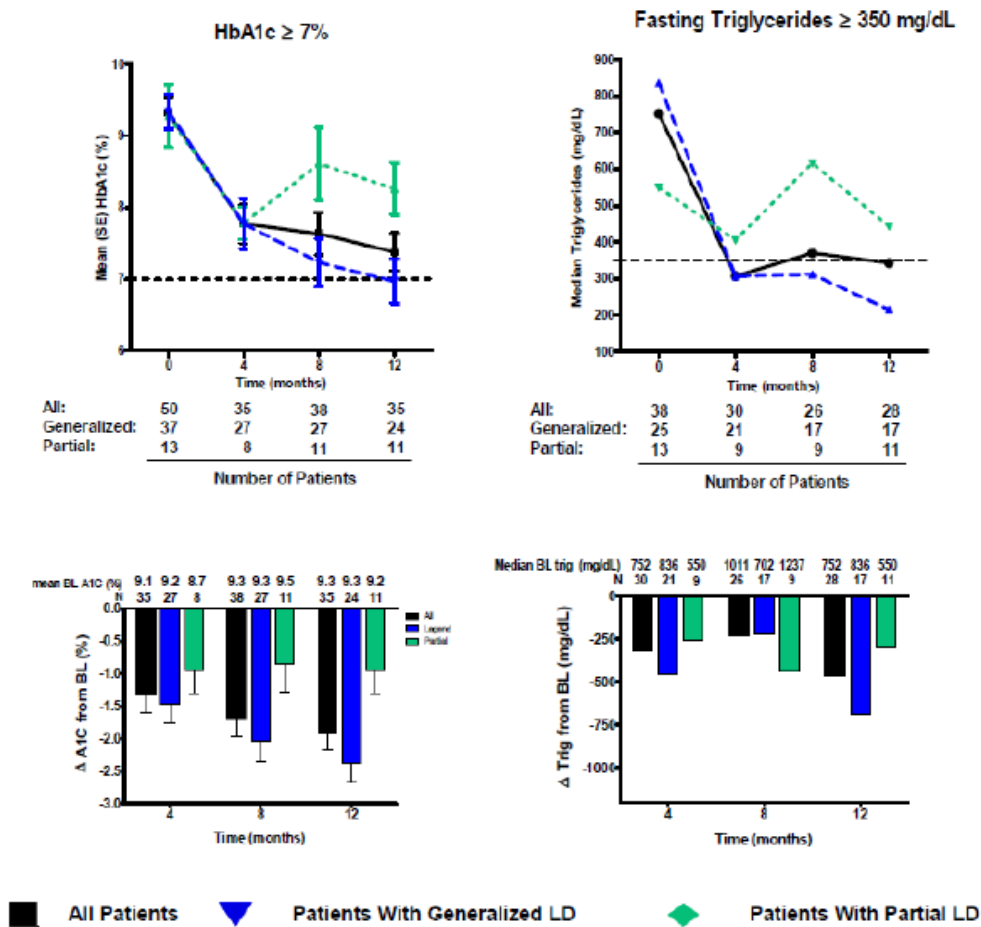 HbA1c ≥ 7%
Mean (SE) HbA1c (%)
10
9
8
7
6
0 4 8 12
Time (months)
All: 50 35 38 35
Generalized: 37 27 27 24
Partial: 13 8 11 11
Number of Patients
Fasting Triglycerides ≥ 350 mg/dL
Median Triglycerides (mg/dL)
900
800
700
600
500
400
300
200
100
0 4 8 12
Time (months)
All: 38 30 26 28
Generalized: 25 21 17 17
Partial: 13 9 9 11
Number of Patients
mean BL A1C (%) 9.1 9.2 8.7 9.3 9.3 9.5 9.3 9.3 9.2
N 35 27 8 38 27 11 35 24 11
Δ A1C from BL (%)
0.0
-0.5
-1.0
-1.5
-2.0
-2.5
-3.0
All
Legend
Partial
4 8 12
Time (months)
Median BL trig (mg/dL) 752 836 550 1011 702 1237 752 836 550
N 30 21 9 26 17 9 28 17 11
Δ Trig from BL (mg/dL)
0
-250
-500
-750
-1000
4 8 12
Time (months)
All Patients Patients With Generalized LD Patients With Partial LD